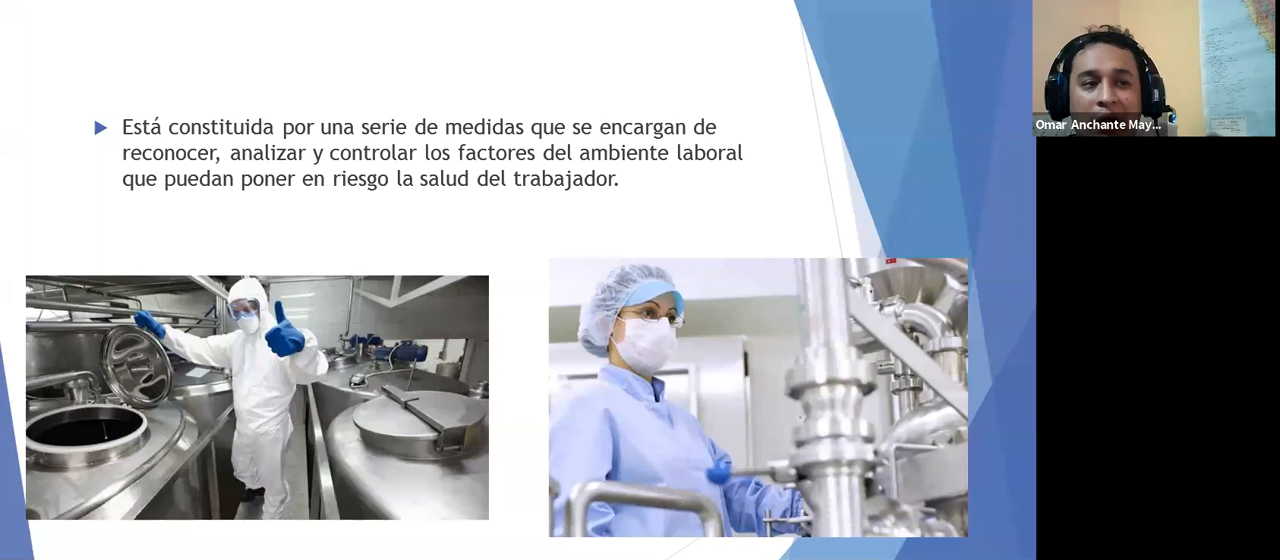 Está constituida por una serie de medidas que se encargan de
reconocer, analizar y controlar los factores del ambiente laboral
que puedan poner en riesgo la salud del trabajador.
Omar Anchante May...